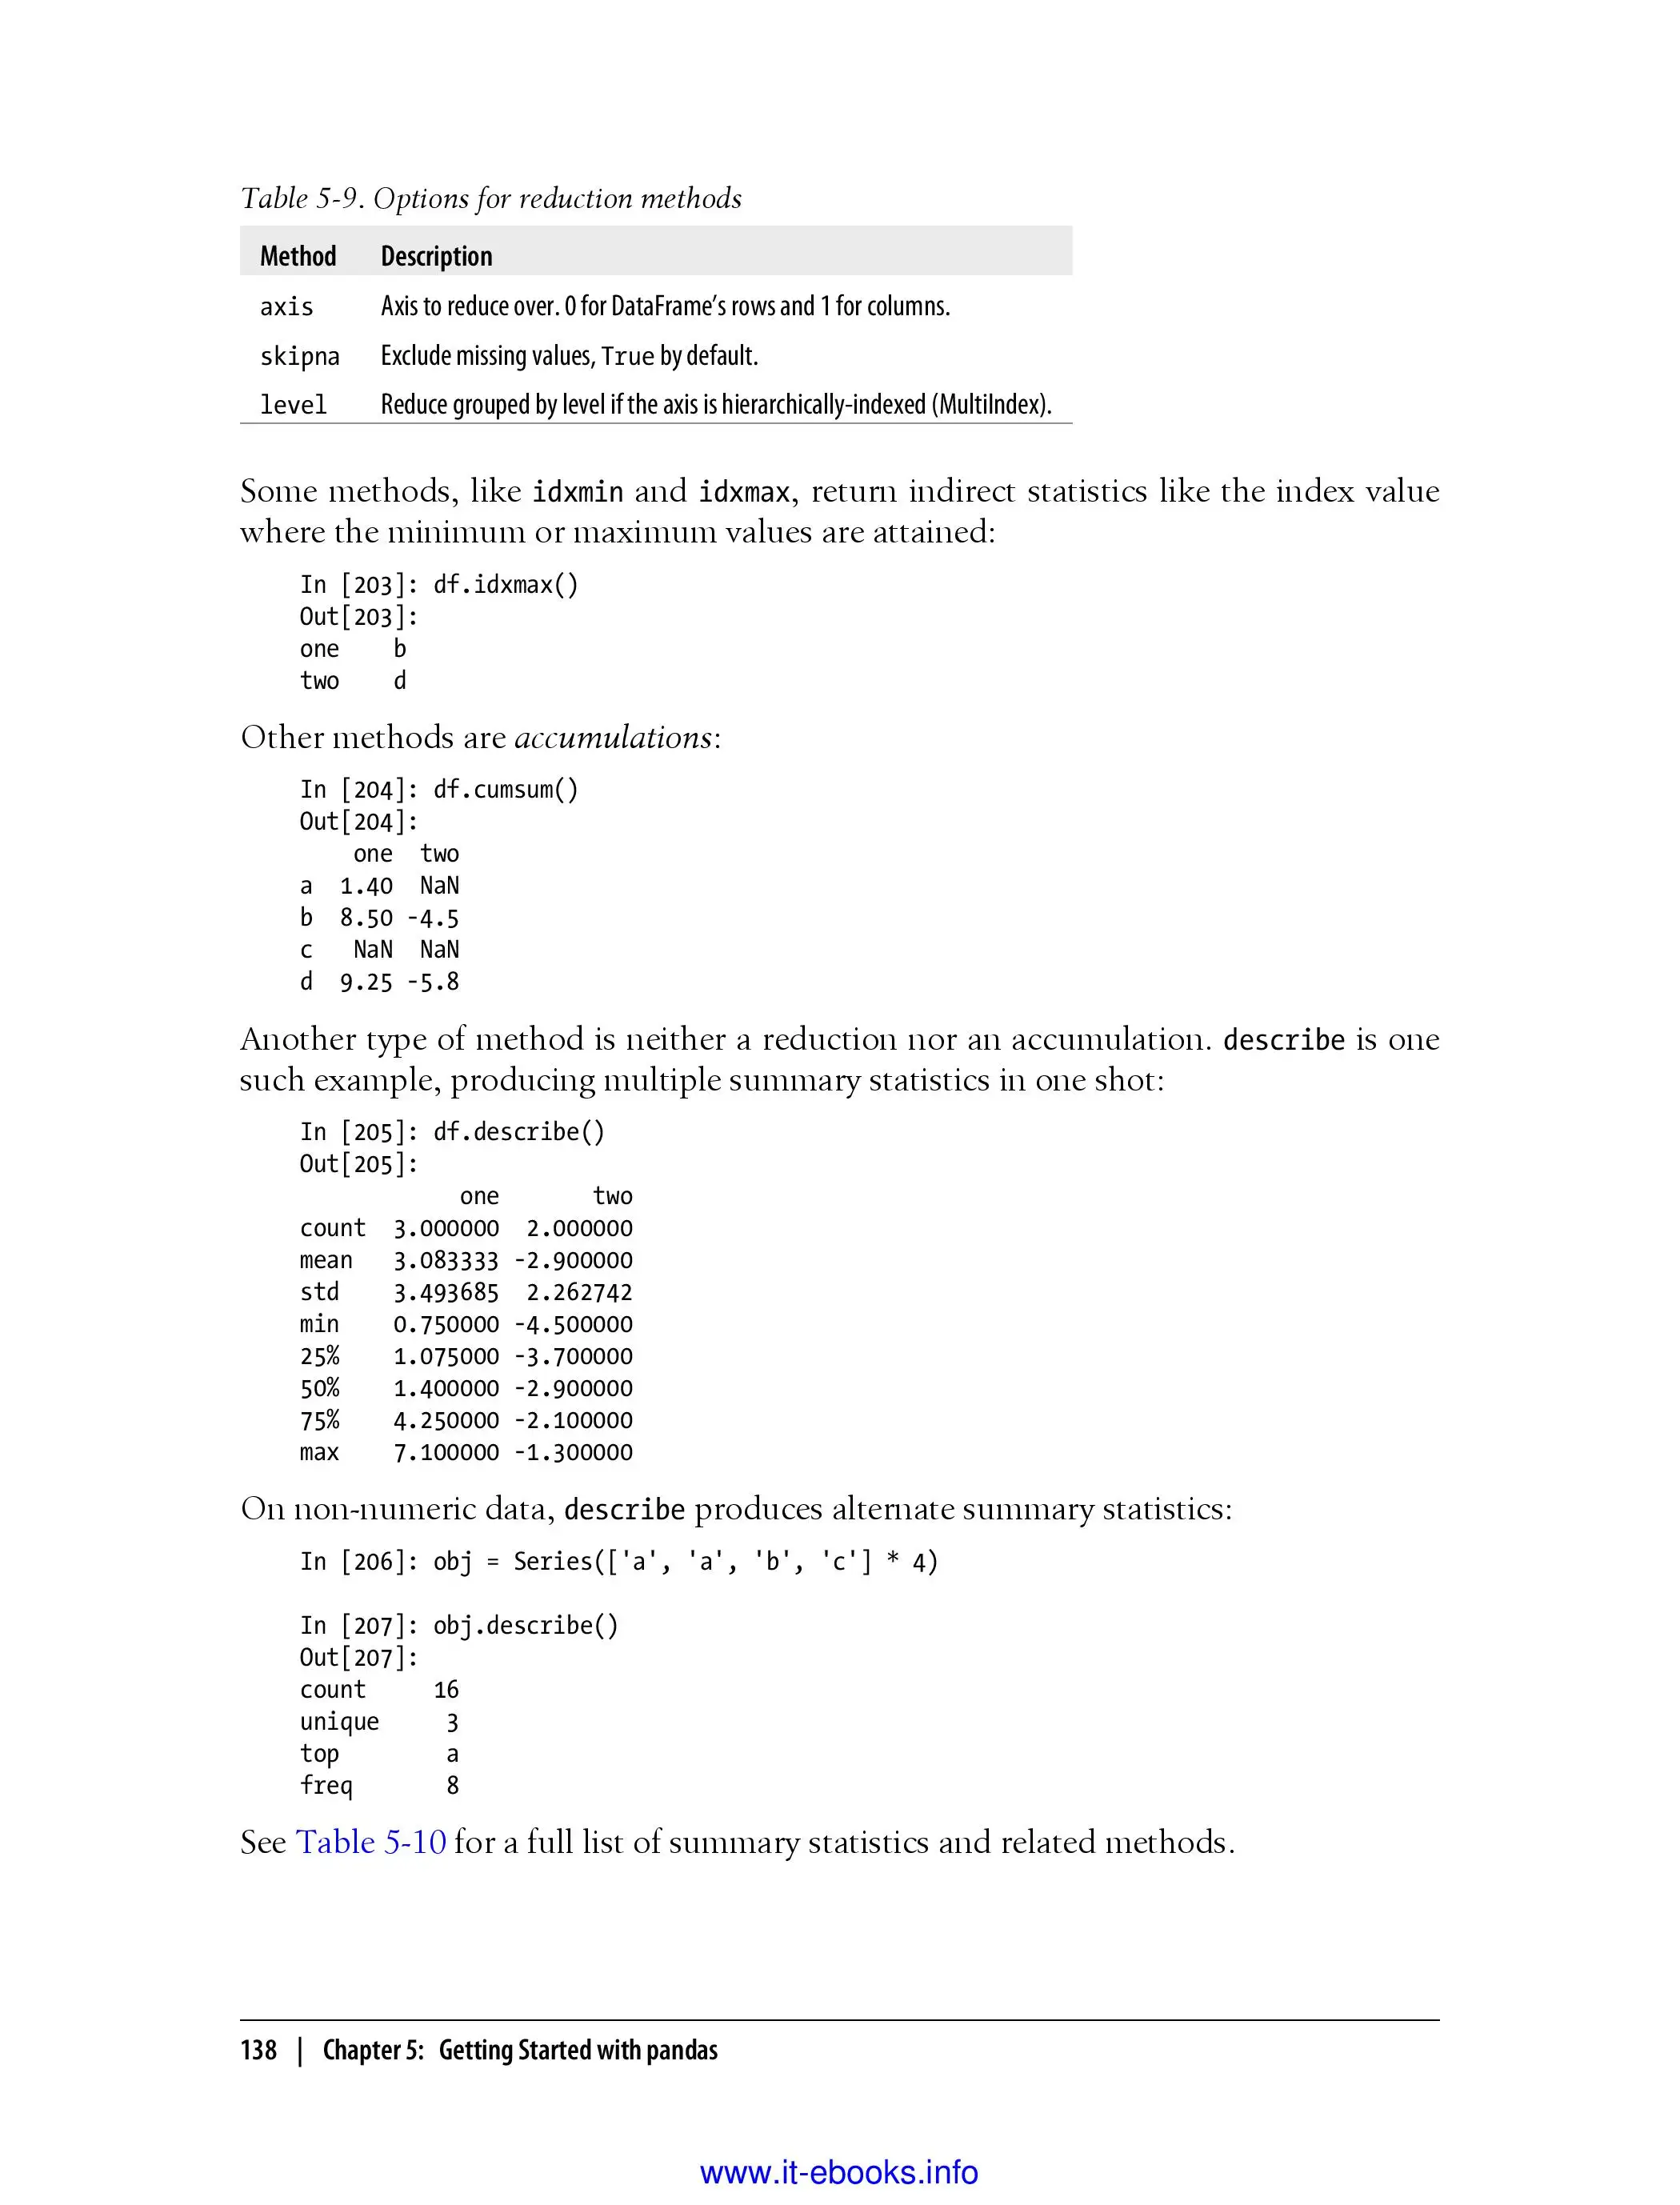 Table 5-9. Options for reduction methods
Method Description
axis Axis to reduce over. 0 for DataFrame’s rows and 1 for columns.
skipna Exclude missing values, True by default.
level Reduce grouped by level if the axis is hierarchically-indexed (MultiIndex).
Some methods, like idxmin and idxmax, return indirect statistics like the index value
where the minimum or maximum values are attained:
In [203]: df.idxmax()
Out[203]:
one    b
two    d
Other methods are accumulations:
In [204]: df.cumsum()
Out[204]:
    one  two
a  1.40  NaN
b  8.50 -4.5
c   NaN  NaN
d  9.25 -5.8
Another type of method is neither a reduction nor an accumulation. describe is one
such example, producing multiple summary statistics in one shot:
In [205]: df.describe()
Out[205]:
            one       two
count  3.000000  2.000000
mean   3.083333 -2.900000
std    3.493685  2.262742
min    0.750000 -4.500000
25%    1.075000 -3.700000
50%    1.400000 -2.900000
75%    4.250000 -2.100000
max    7.100000 -1.300000
On non-numeric data, describe produces alternate summary statistics:
In [206]: obj = Series(['a', 'a', 'b', 'c'] * 4)
In [207]: obj.describe()
Out[207]:
count     16
unique     3
top        a
freq       8
See Table 5-10 for a full list of summary statistics and related methods.
138 | Chapter 5: Getting Started with pandas
www.it-ebooks.info